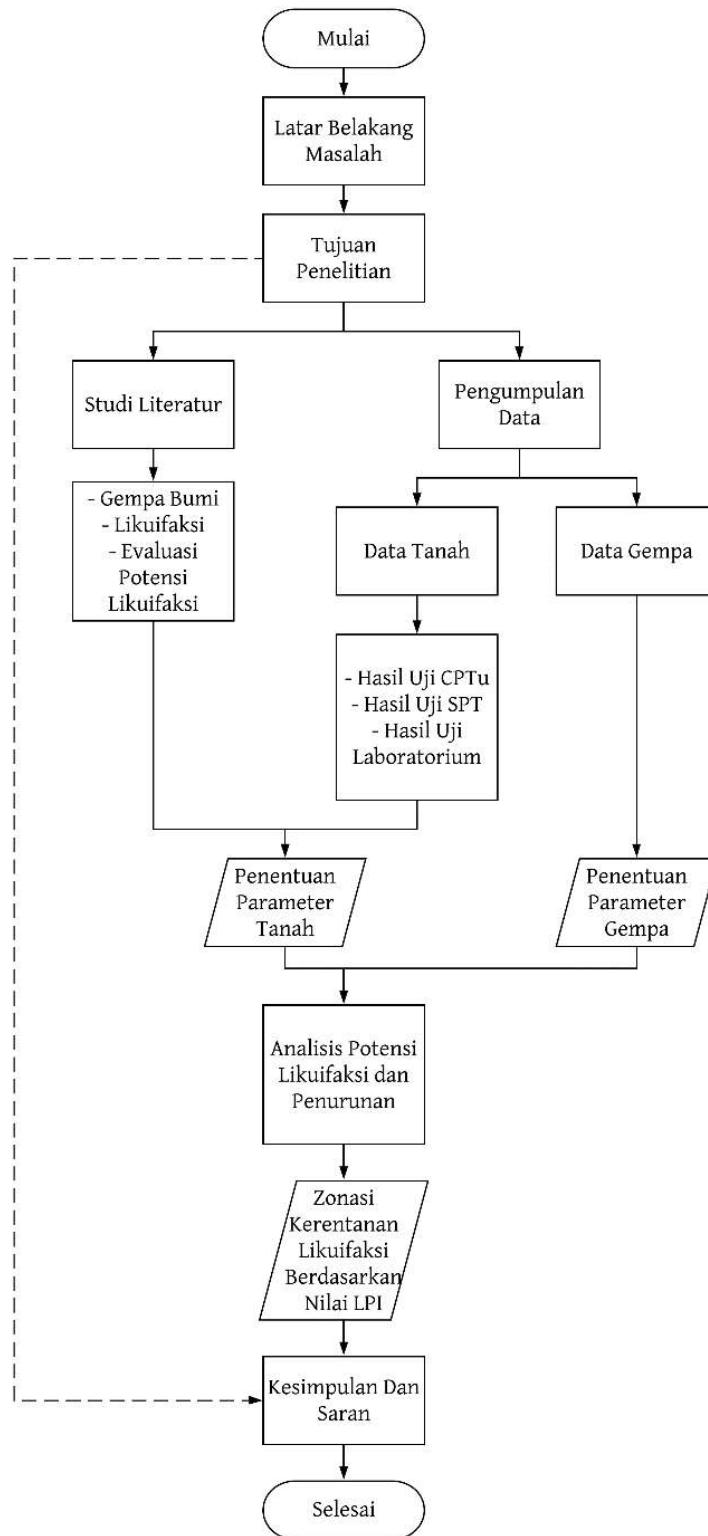 Mulai
Latar Belakang
Masalah
Tujuan
Penelitian
Studi Literatur
Pengumpulan
Data
- Gempa Bumi
- Likuifaksi
- Evaluasi
Potensi
Likuifaksi
Data Tanah
Data Gempa
- Hasil Uji CPTu
- Hasil Uji SPT
- Hasil Uji
Laboratorium
Penentuan
Parameter
Tanah
Penentuan
Parameter
Gempa
Analisis Potensi
Likuifaksi dan
Penurunan
Zonasi
Kerentanan
Likuifaksi
Berdasarkan
Nilai LPI
Kesimpulan Dan
Saran
Selesai